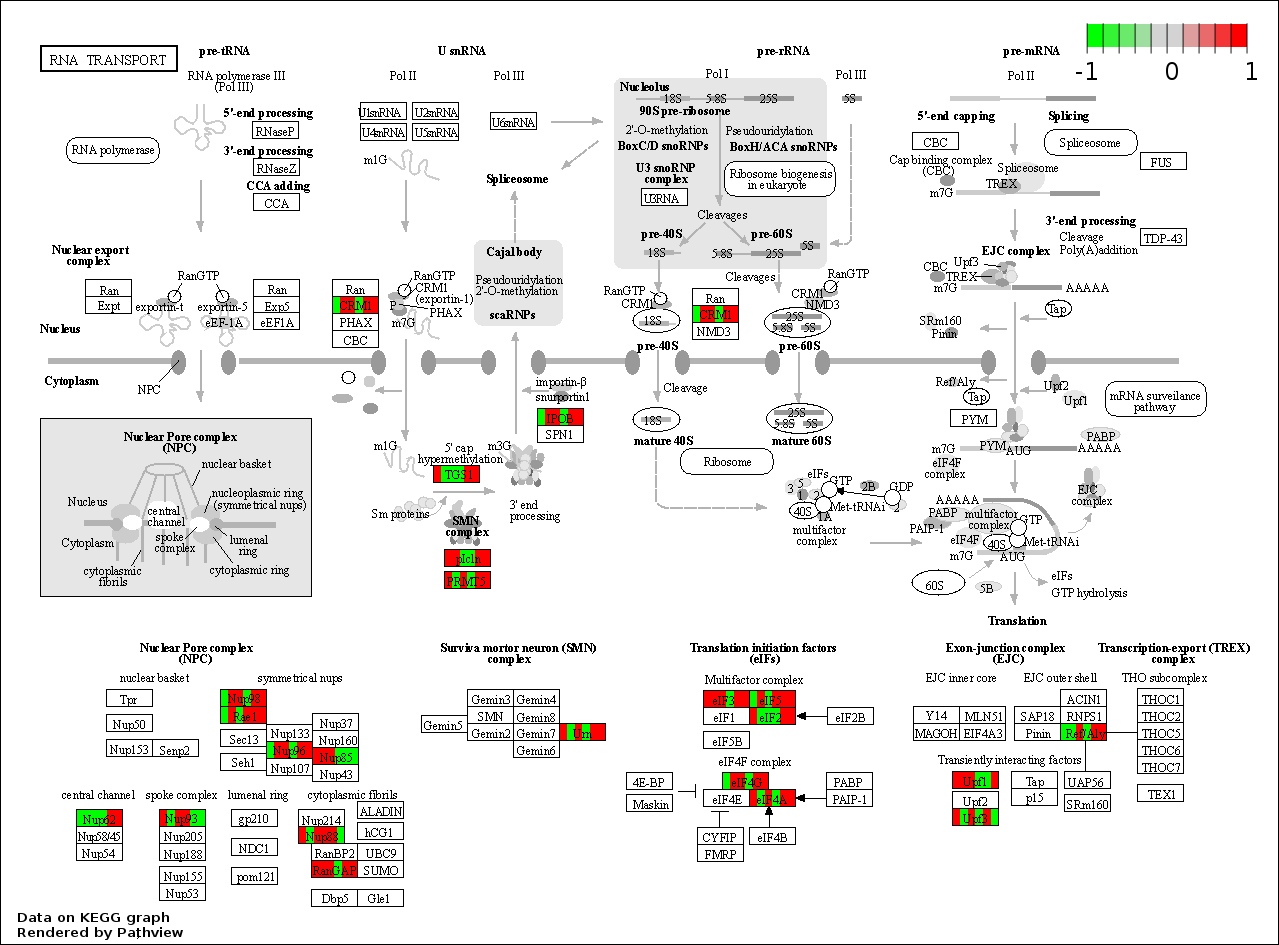 RNA TRANSPORT
pre-tRNA
RNA polymerase III
(Pol III)
5'-end processing
RNaseP
3'-end processing
RNaseZ
CCA adding
CCA
RNA polymerase
Nuclear export
complex
Ran
Expt
RanGTP
exportin-t
exportin-5
eEF-1A
Ran
Exp5
eEF1A
Nucleus
Cytoplasm
NPC
U snRNA
Pol II
Pol III
U1snRNA
U2snRNA
U4snRNA
U5snRNA
U6snRNA
m1G
Spliceosome
Cajal body
Pseudouridylation
2'-O-methylation
scaRNPs
Ran
CRM1
PHAX
CBC
RanGTP
CRM1
(exportin-1)
P
PHAX
m7G
importin-β
snurportin1
IPOB
SPN1
m1G
5' cap
hypermethylation
m3G
TGS1
Sm proteins
3' end
processing
SMN
complex
pIcln
PRMT5
pre-rRNA
Pol I
Pol III
Nucleolus
18S
5.8S
25S
5S
90S pre-ribosome
2'-O-methylation
Pseudouridylation
BoxC/D snoRNPs
BoxH/ACA snoRNPs
U3 snoRNP
complex
U3RNA
Ribosome biogenesis
in eukaryote
Cleavages
pre-40S
pre-60S
18S
5.8S
25S
5S
Cleavages
RanGTP
CRM1
18S
Ran
CRM1
NMD3
RanGTP
CRM1
NMD3
25S
5.8S
5S
pre-40S
pre-60S
Cleavage
18S
25S
5.8S
5S
mature 40S
mature 60S
Ribosome
eIFs
3
5
1
2
GTP
2B
GDP
2
40S
1A
Met-tRNAi
multifactor
complex
pre-mRNA
Pol II
5'-end capping
Splicing
CBC
Spliceosome
Cap binding complex
(CBC)
Spliceosome
TREX
m7G
FUS
3'-end processing
Cleavage
Poly(A)addition
TDP-43
EJC complex
CBC
Upf3
TREX
m7G
AAAAA
Tap
SRm160
Pinin
Ref/Aly
Tap
Upf2
Upf1
mRNA surveilance
pathway
PYM
m7G
PYM
AUG
PABP
AAAAA
eIF4F
complex
EJC
complex
AAAAA
PABP
PAIP-1
multifactor
complex
GTP
eIF4F
40S
Met-tRNAi
m7G
AUG
60S
5B
eIFs
GTP hydrolysis
Translation
-1
0
1
Nuclear Pore complex
(NPC)
nuclear basket
Nucleus
nucleoplasmic ring
(symmetrical nups)
central
channel
spoke
complex
lumenal
ring
Cytoplasm
cytoplasmic
fibrils
cytoplasmic ring
Nuclear Pore complex
(NPC)
nuclear basket
symmetrical nups
Tpr
Nup50
Nup153
Senp2
Nup98
Rae1
Sec13
Seh1
Nup133
Nup96
Nup107
Nup37
Nup160
Nup85
Nup43
central channel
spoke complex
lumenal ring
cytoplasmic fibrils
Nup62
Nup58/45
Nup54
Nup93
Nup205
Nup188
Nup155
Nup53
gp210
NDC1
pom121
Nup214
Nup88
RanBP2
RanGAP
ALADIN
hCG1
UBC9
SUMO
Dbp5
Gle1
Surviva mortor neuron (SMN)
complex
Gemin5
Gemin3
SMN
Gemin2
Gemin4
Gemin8
Gemin7
Gemin6
Unr
Translation initiation factors
(eIFs)
Multifactor complex
eIF3
eIF5
eIF1
eIF2
eIF2B
eIF5B
eIF4F complex
4E-BP
Maskin
eIF4G
eIF4E
eIF4A
PABP
PAIP-1
CYFIP
FMRP
eIF4B
Exon-junction complex
(EJC)
EJC inner core
EJC outer shell
Y14
MLN51
MAGOH
EIF4A3
ACIN1
SAP18
RNPS1
Pinin
Ref/Aly
Transiently interacting factors
Upf1
Upf2
Upf3
Tap
p15
UAP56
SRm160
Transcription-export (TREX)
complex
THO subcomplex
THOC1
THOC2
THOC5
THOC6
THOC7
TEX1
Data on KEGG graph
Rendered by Pathview